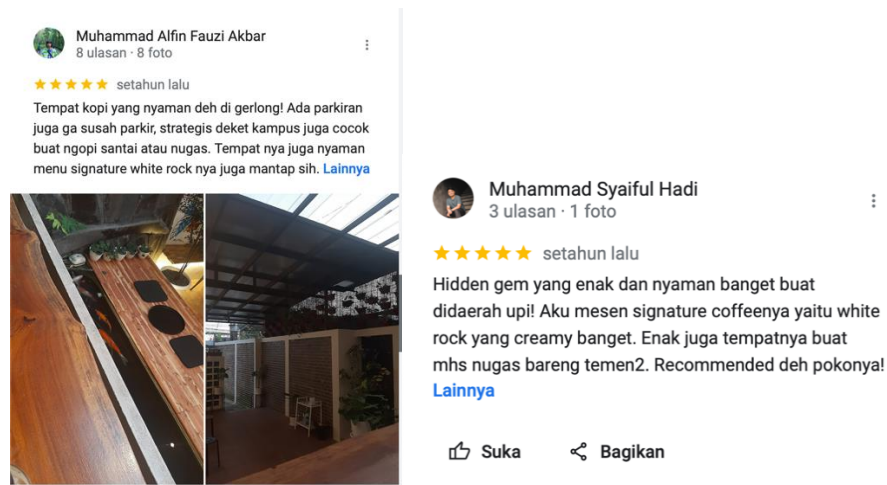 Muhammad Alfin Fauzi Akbar
8 ulasan · 8 foto
setahun lalu
Tempat kopi yang nyaman deh di gerlong! Ada parkiran
juga ga susah parkir, strategis deket kampus juga cocok
buat ngopi santai atau nugas. Tempat nya juga nyaman
menu signature white rock nya juga mantap sih. Lainnya
Muhammad Syaiful Hadi
3 ulasan · 1 foto
setahun lalu
Hidden gem yang enak dan nyaman banget buat
didaerah upi! Aku mesen signature coffeenya yaitu white
rock yang creamy banget. Enak juga tempatnya buat
mhs nugas bareng temen2. Recommended deh pokonya!
Lainnya
Suka
Bagikan